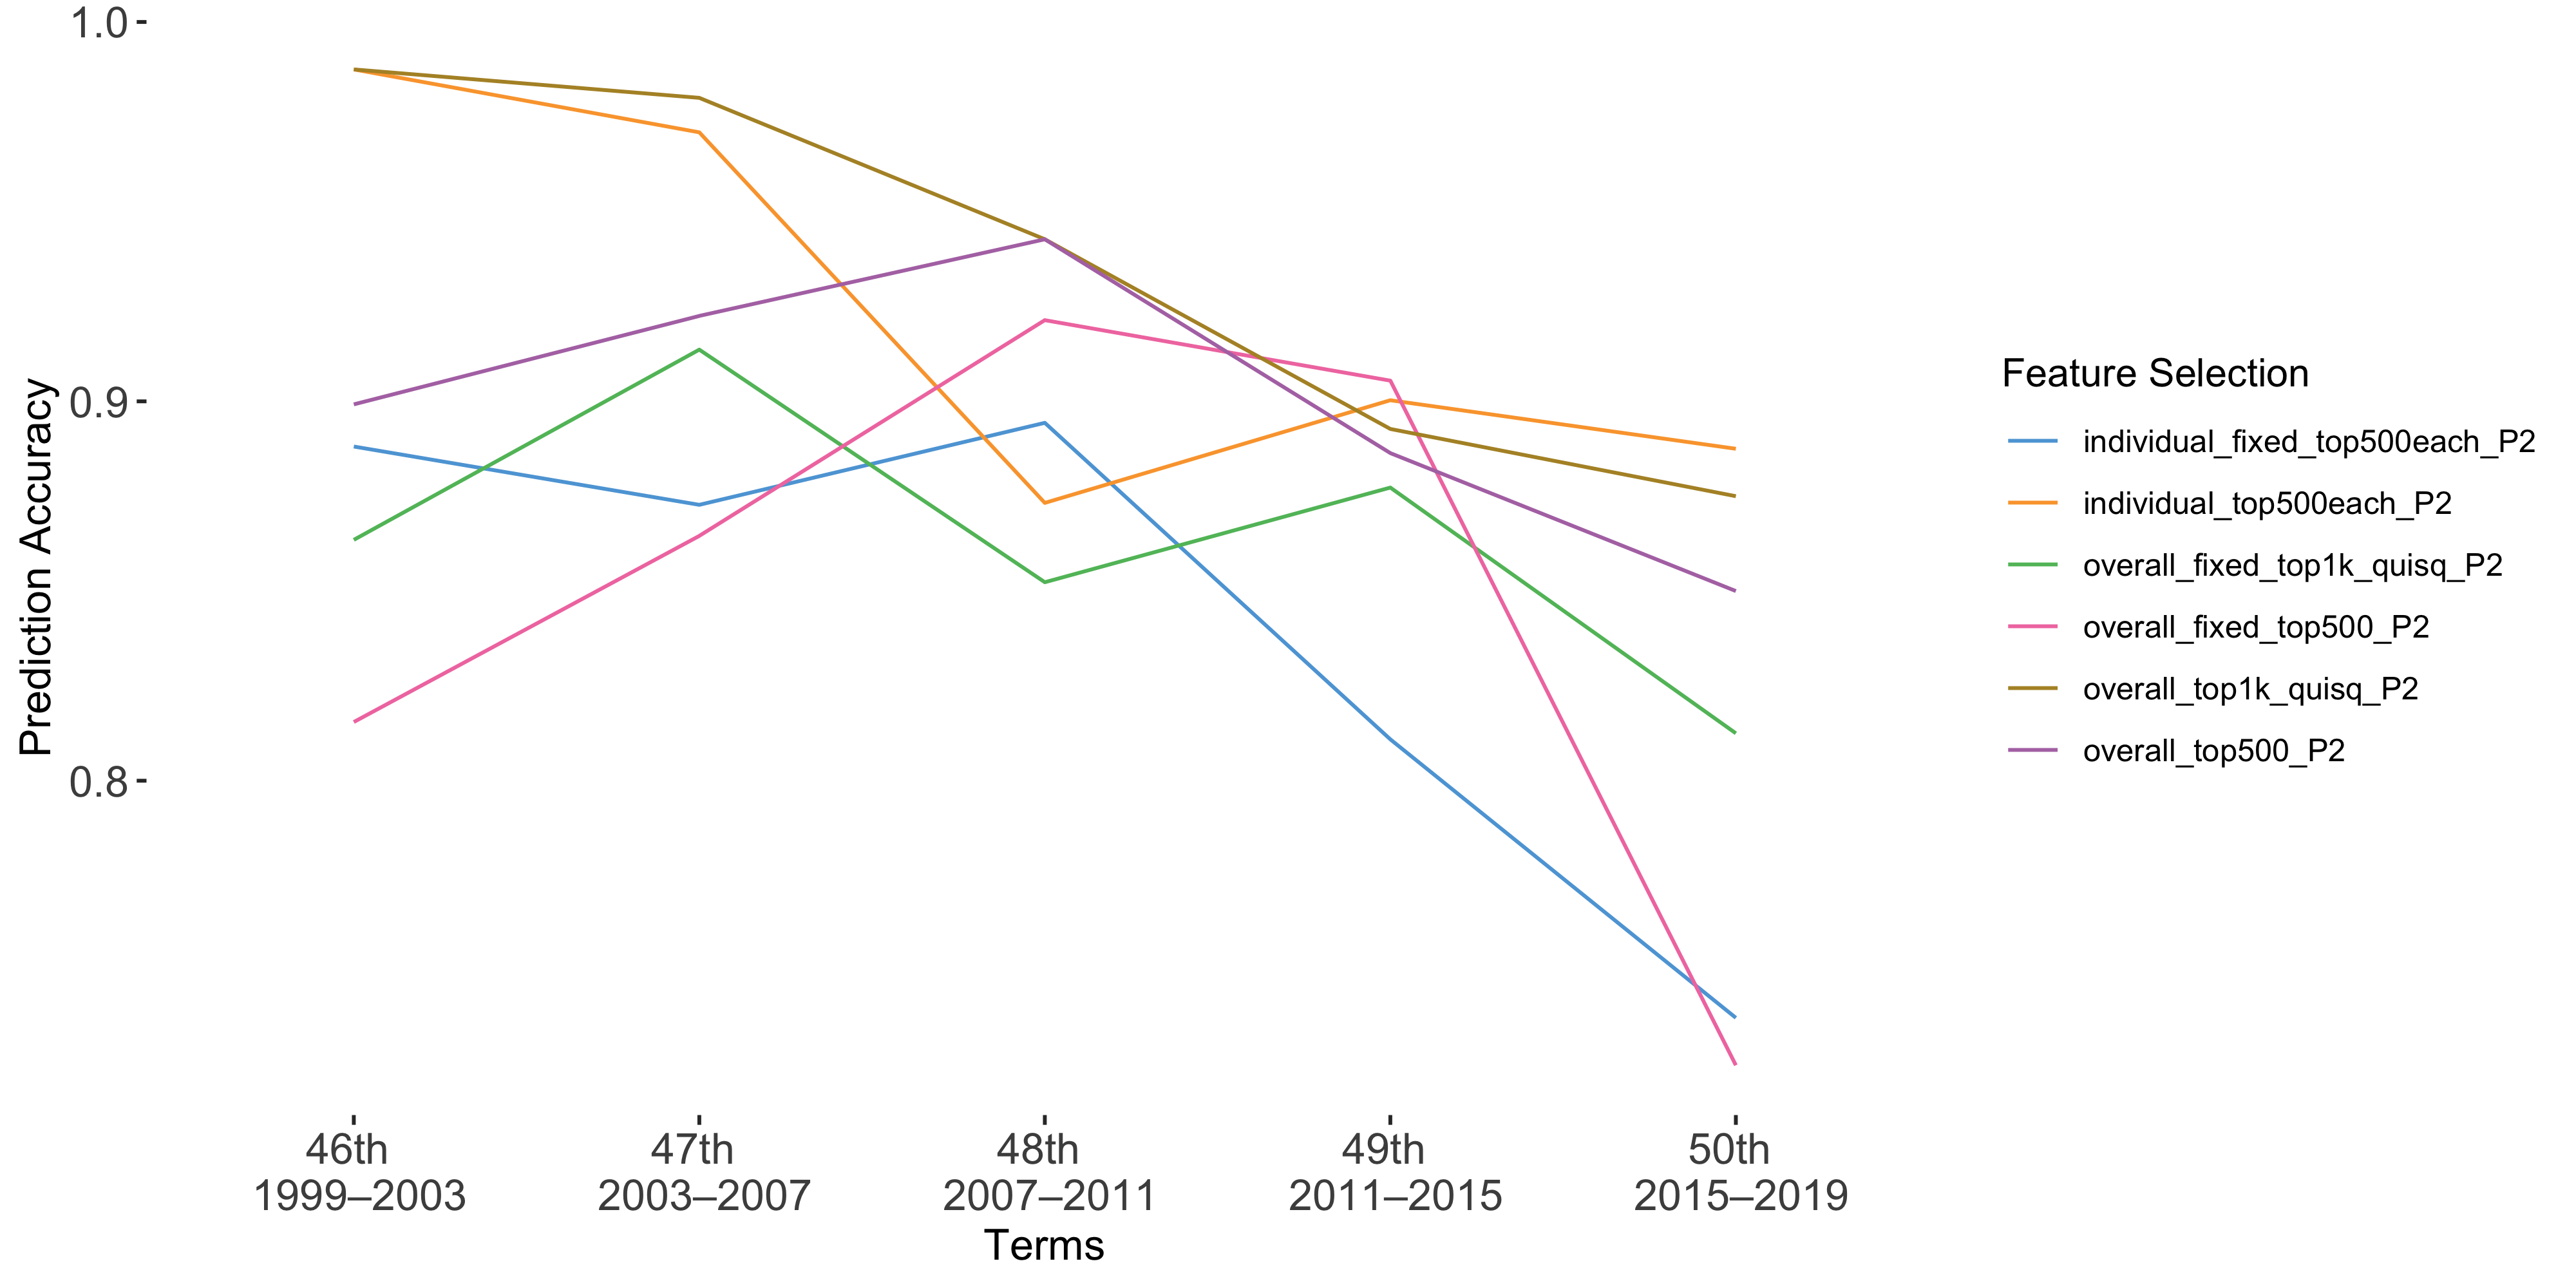 1.0
0.9
0.8
Prediction Accuracy
46th
1999–2003
47th
2003–2007
48th
2007–2011
49th
2011–2015
50th
2015–2019
Terms
Feature Selection
individual_fixed_top500each_P2
individual_top500each_P2
overall_fixed_top1k_quisq_P2
overall_fixed_top500_P2
overall_top1k_quisq_P2
overall_top500_P2